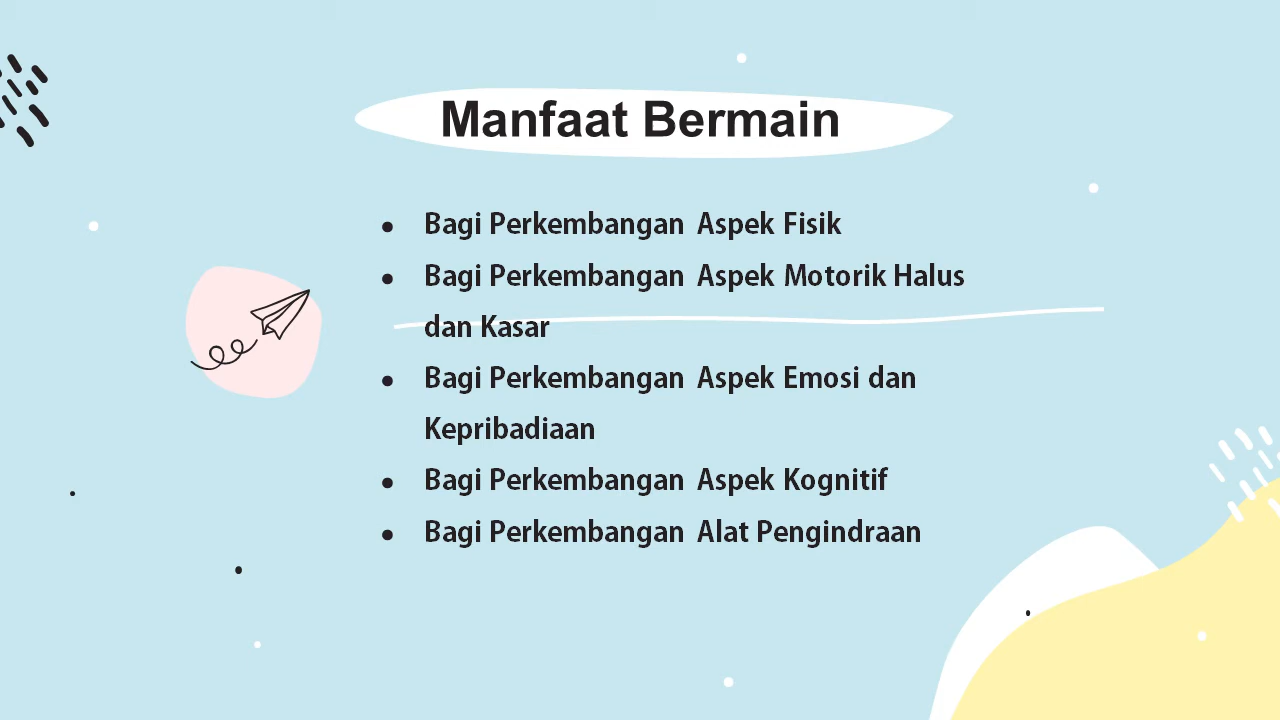 Manfaat Bermain
• Bagi Perkembangan Aspek Fisik
• Bagi Perkembangan Aspek Motorik Halus
dan Kasar
• Bagi Perkembangan Aspek Emosi dan
Kepribadiaan
• Bagi Perkembangan Aspek Kognitif
• Bagi Perkembangan Alat Pengindraan